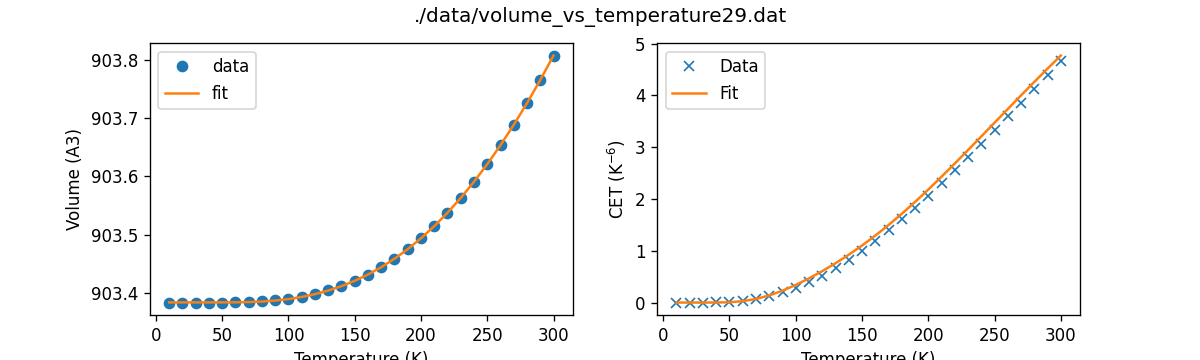 ./data/volume_vs_temperature29.dat
data
fit
Volume (A3)
903.8
903.7
903.6
903.5
903.4
0 50 100 150 200 250 300
Temperature (K)
Data
Fit
CET (K⁻⁶)
5
4
3
2
1
0
0 50 100 150 200 250 300
Temperature (K)